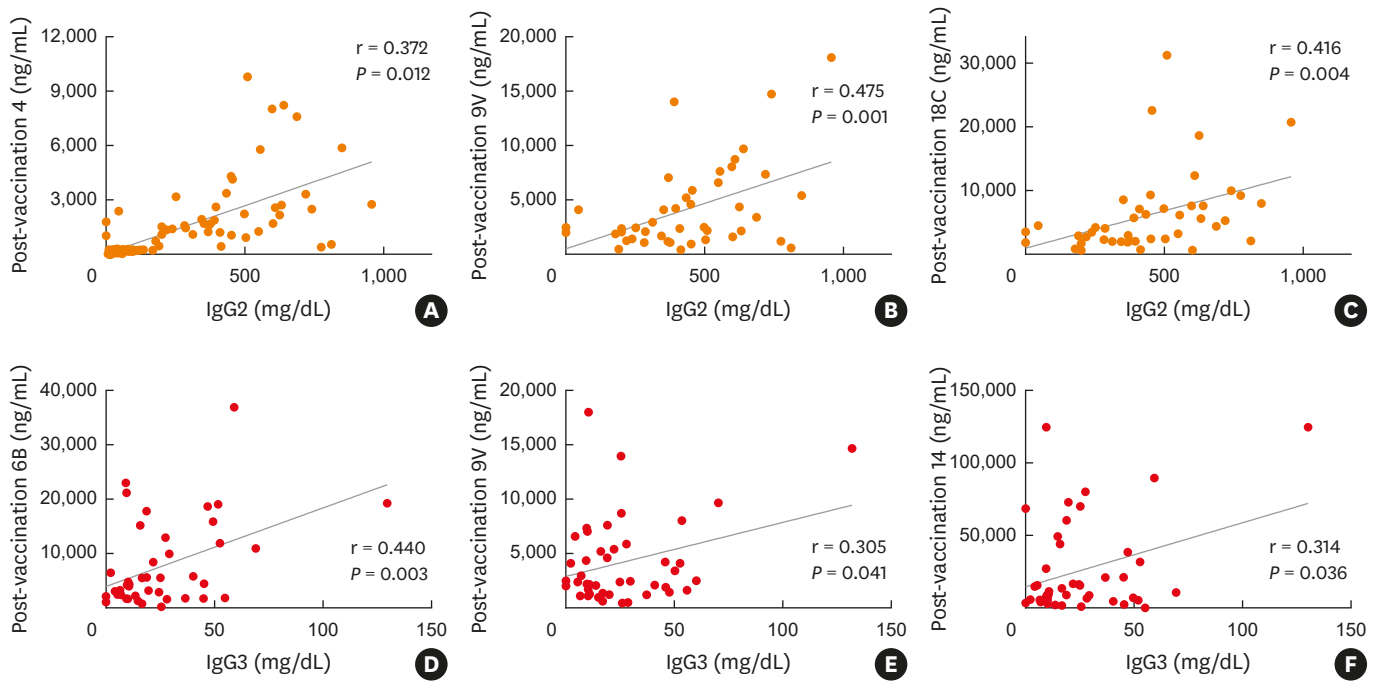 Post-vaccination 4 (ng/mL)
12,000
9,000
6,000
3,000
0
500
1,000
IgG2 (mg/dL)
r = 0.372
P = 0.012
A
Post-vaccination 9V (ng/mL)
20,000
15,000
10,000
5,000
0
500
1,000
IgG2 (mg/dL)
r = 0.475
P = 0.001
B
Post-vaccination 18C (ng/mL)
30,000
20,000
10,000
0
500
1,000
IgG2 (mg/dL)
r = 0.416
P = 0.004
C
Post-vaccination 6B (ng/mL)
40,000
30,000
20,000
10,000
0
50
100
150
IgG3 (mg/dL)
r = 0.440
P = 0.003
D
Post-vaccination 9V (ng/mL)
20,000
15,000
10,000
5,000
0
50
100
150
IgG3 (mg/dL)
r = 0.305
P = 0.041
E
Post-vaccination 14 (ng/mL)
150,000
100,000
50,000
0
50
100
150
IgG3 (mg/dL)
r = 0.314
P = 0.036
F